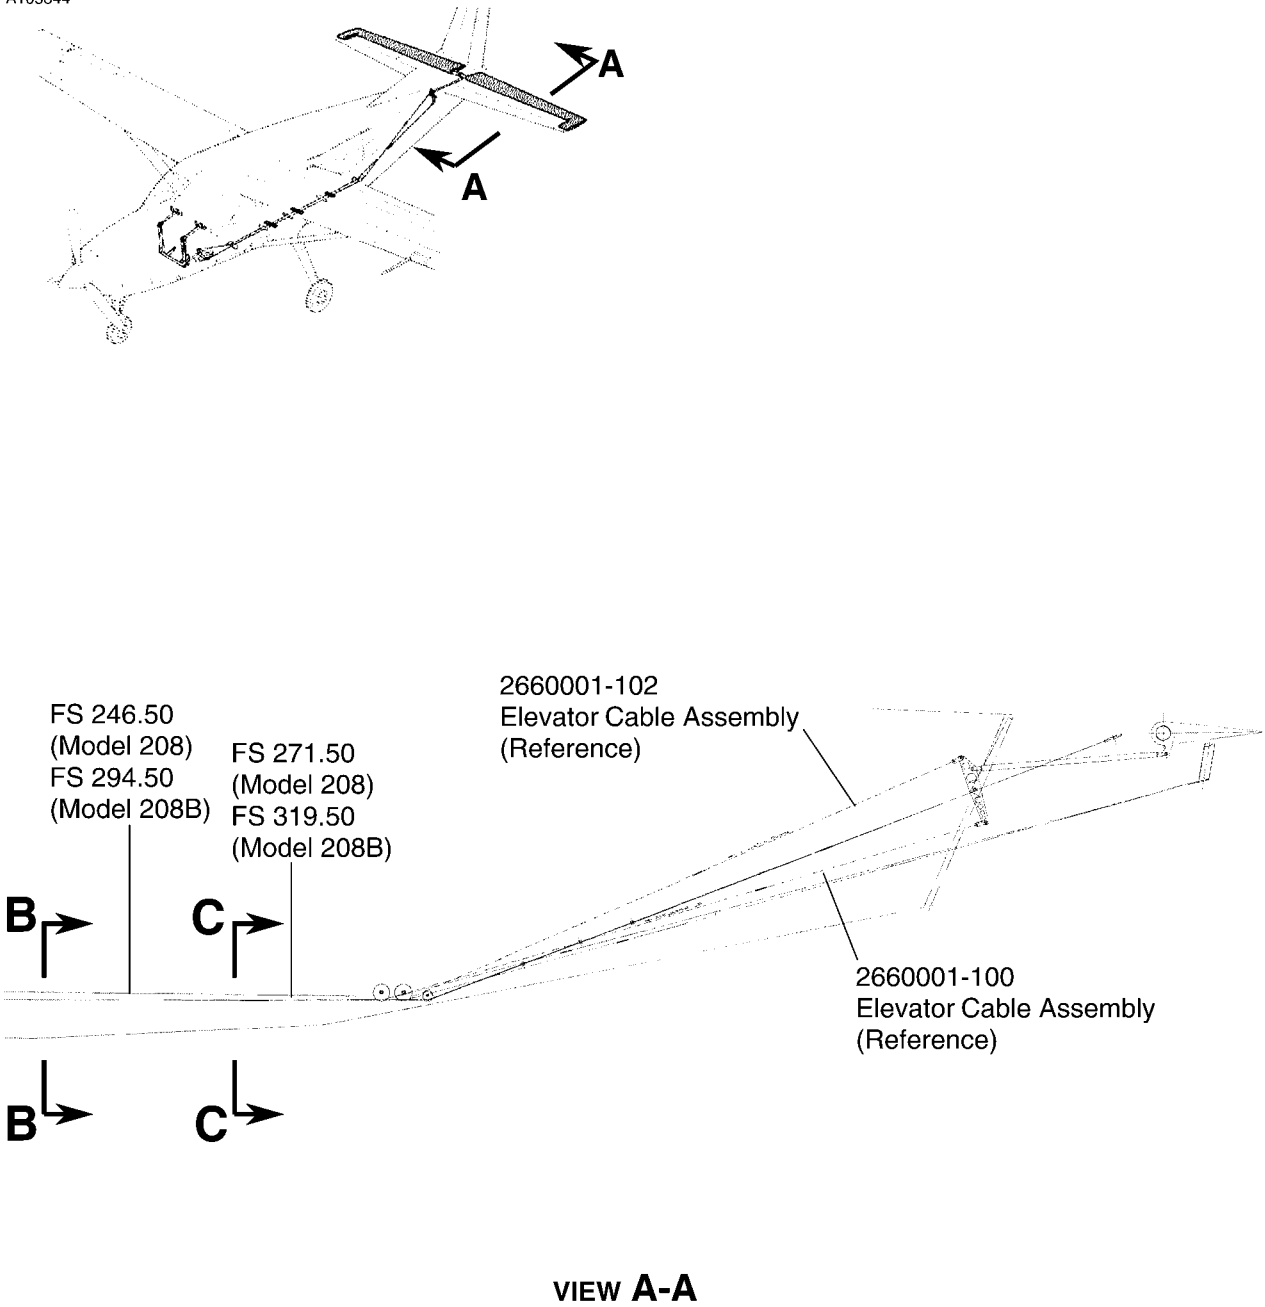 A
A
2660001-102
Elevator Cable Assembly
(Reference)
FS 246.50
(Model 208)
FS 294.50
(Model 208B)
FS 271.50
(Model 208)
FS 319.50
(Model 208B)
B
C
2660001-100
Elevator Cable Assembly
(Reference)
B
C
VIEW A-A